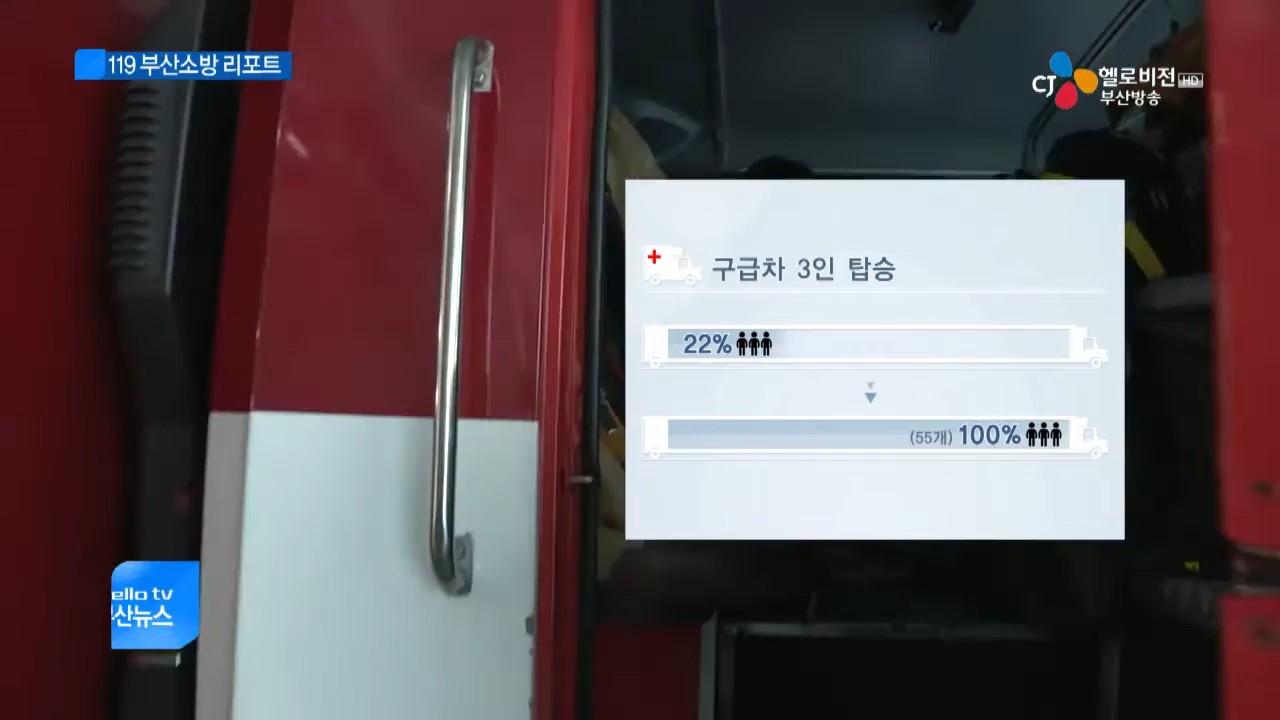 119 부산소방 리포트
CJ 헬로비전 HD
부산방송
구급차 3인 탑승
22%
(55개) 100%
ello tv
산뉴스